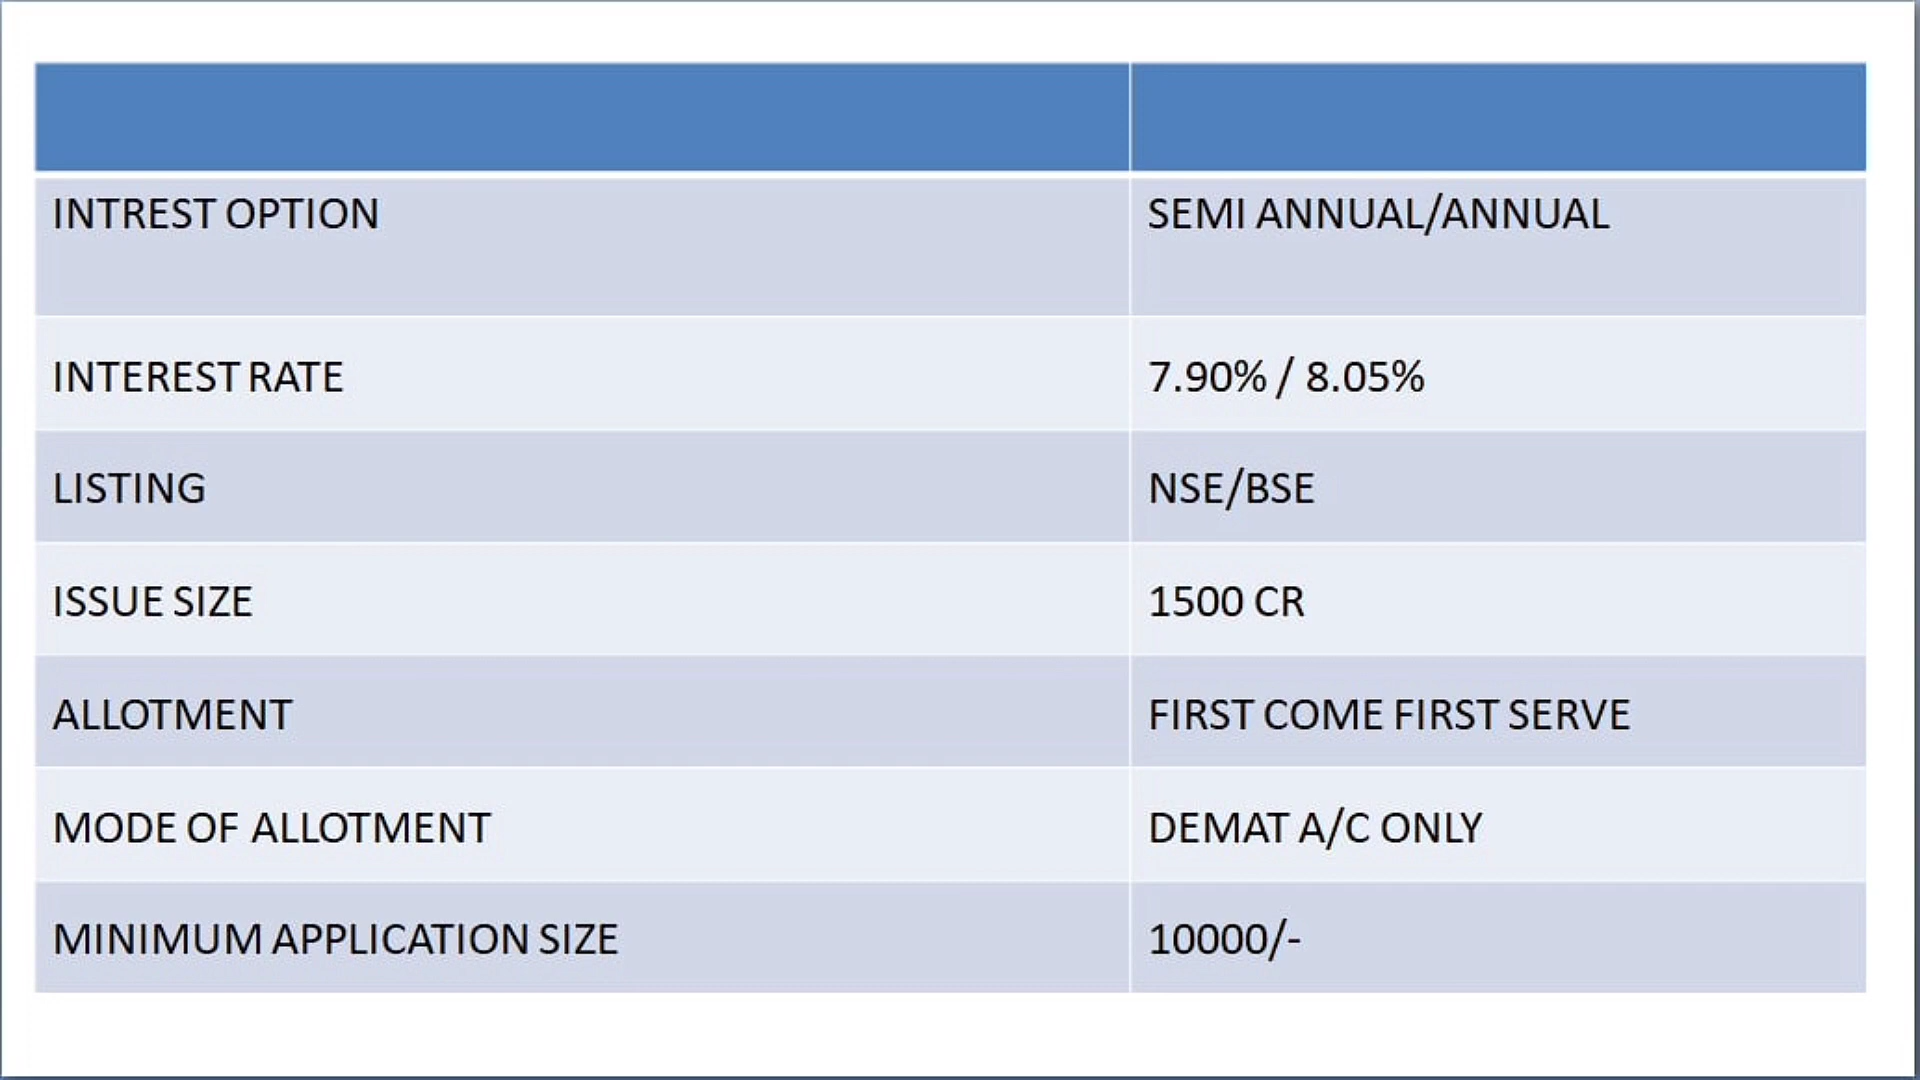 INTREST OPTION SEMI ANNUAL/ANNUAL
INTEREST RATE 7.90% / 8.05%
LISTING NSE/BSE
ISSUE SIZE 1500 CR
ALLOTMENT FIRST COME FIRST SERVE
MODE OF ALLOTMENT DEMAT A/C ONLY
MINIMUM APPLICATION SIZE 10000/-